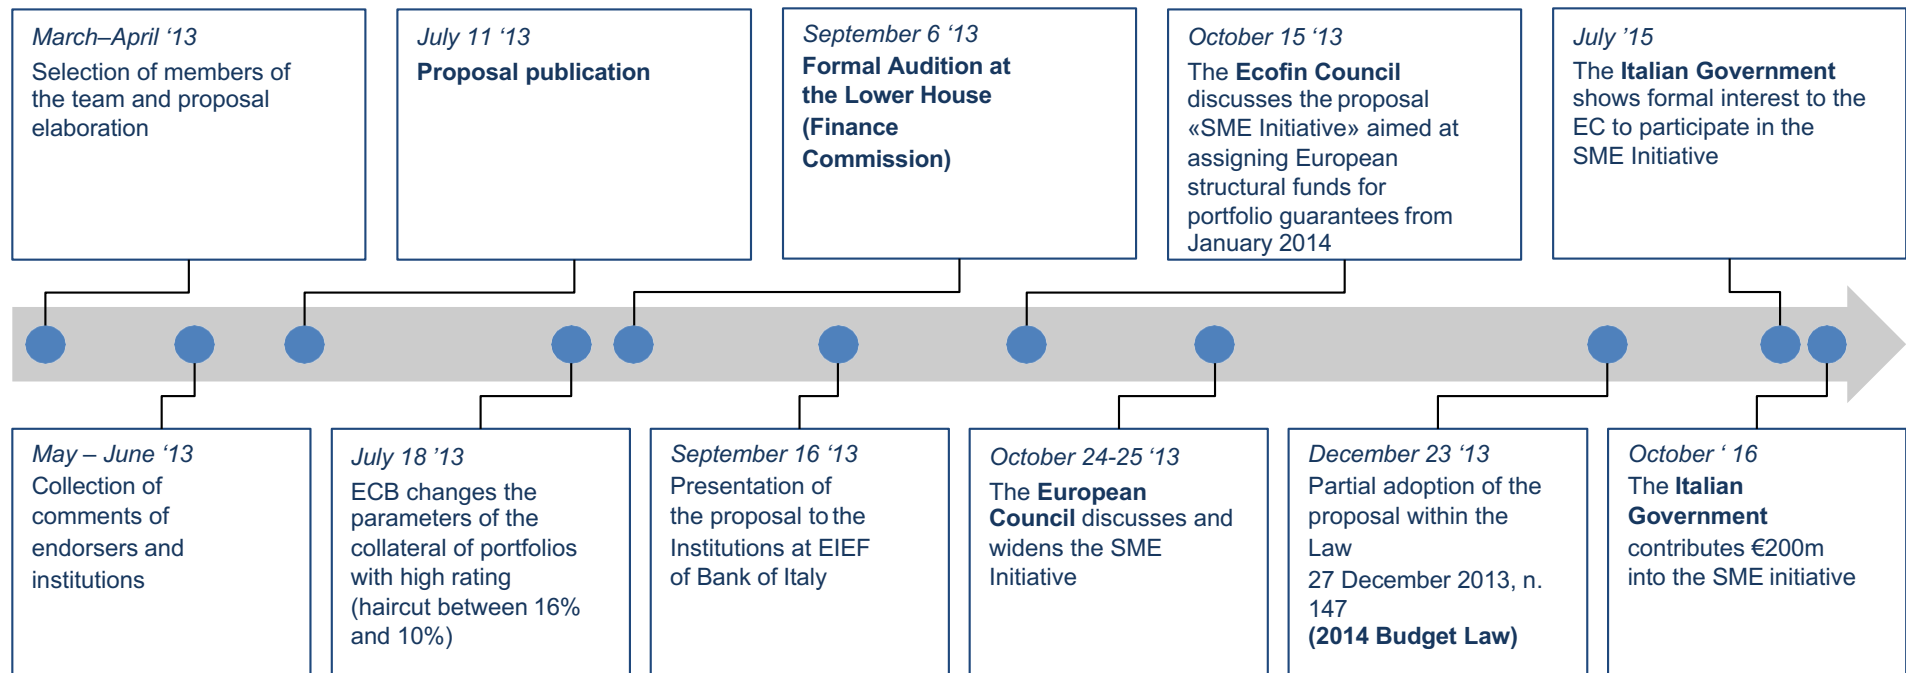 March–April ‘13
Selection of members of
the team and proposal
elaboration
July 11 ‘13
Proposal publication
September 6 ‘13
Formal Audition at
the Lower House
(Finance
Commission)
October 15 ‘13
The Ecofin Council
discusses the proposal
«SME Initiative» aimed at
assigning European
structural funds for
portfolio guarantees from
January 2014
July ’15
The Italian Government
shows formal interest to the
EC to participate in the
SME Initiative
May – June ‘13
Collection of
comments of
endorsers and
institutions
July 18 ’13
ECB changes the
parameters of the
collateral of portfolios
with high rating
(haircut between 16%
and 10%)
September 16 ‘13
Presentation of
the proposal to the
Institutions at EIEF
of Bank of Italy
October 24-25 ‘13
The European
Council discusses and
widens the SME
Initiative
December 23 ‘13
Partial adoption of the
proposal within the
Law
27 December 2013, n.
147
(2014 Budget Law)
October ‘ 16
The Italian
Government
contributes €200m
into the SME initiative